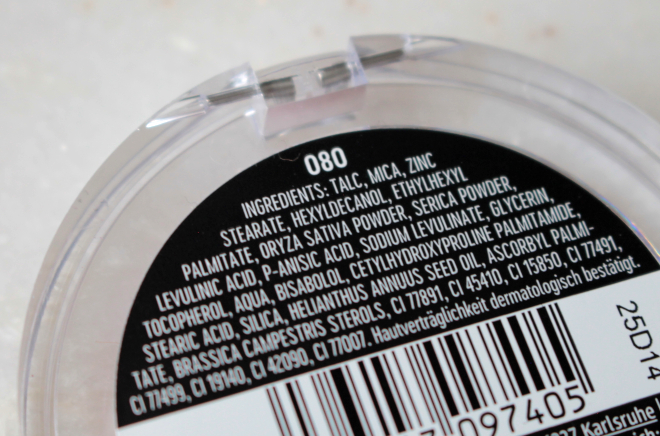 080
INGREDIENTS: TALC, MICA, ZINC
STEARATE, HEXYLDECANOL, ETHYLHEXYL
PALMITATE, ORYZA SATIVA POWDER, SERICA POWDER,
LEVULINIC ACID, P-ANISIC ACID, SODIUM LEVULINATE, GLYCERIN,
TOCOPHEROL, AQUA, BISABOLOL, CETYLHYDROXYPROLINE PALMITAMIDE,
STEARIC ACID, SILICA, HELIANTHUS ANNUUS SEED OIL, ASCORBYL PALMI-
TATE, BRASSICA CAMPESTRIS STEROLS, CI 77891, CI 45410, CI 15850, CI 77491,
CI 77499, CI 19140, CI 42090, CI 77007. Hautverträglichkeit dermatologisch bestätigt.
25D14
097405
Karlsruhe